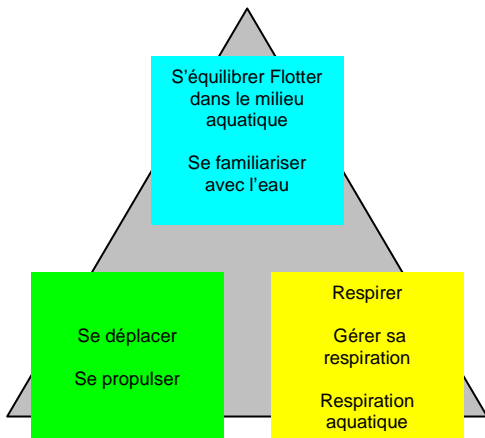 S’équilibrer Flotter
dans le milieu
aquatique
Se familiariser
avec l’eau
Se déplacer
Se propulser
Respirer
Gérer sa
respiration
Respiration
aquatique